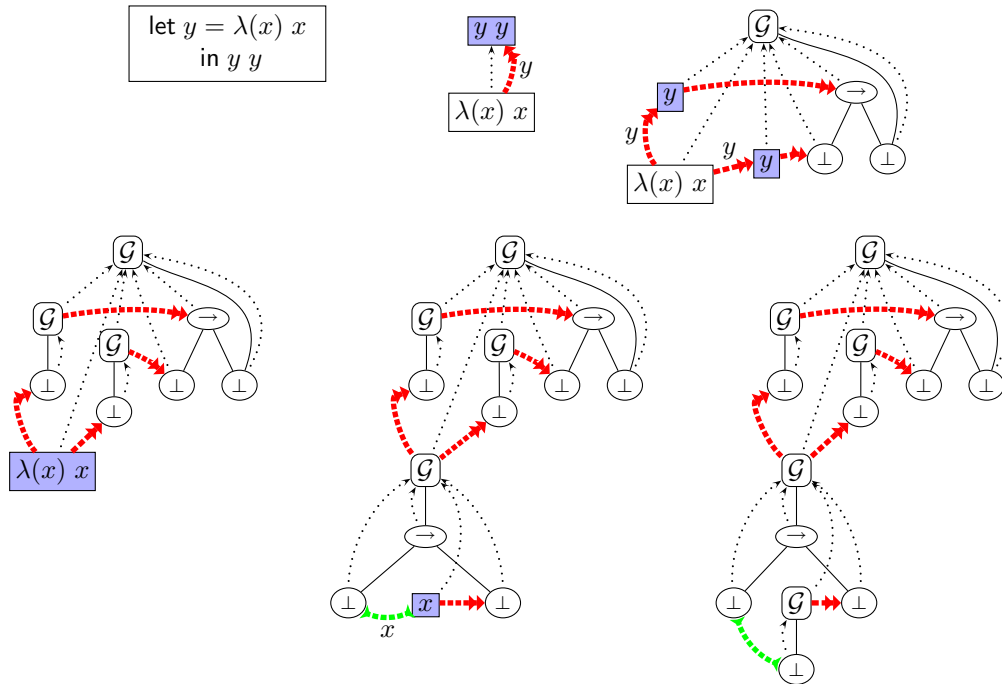 let y = λ(x) x
in y y
y y
y
λ(x) x
𝒢
y
→
y
y
y
⊥
⊥
λ(x) x
𝒢
𝒢
→
𝒢
⊥
⊥
⊥
⊥
λ(x) x
𝒢
𝒢
→
𝒢
⊥
⊥
⊥
⊥
𝒢
→
⊥
x
⊥
x
𝒢
𝒢
→
𝒢
⊥
⊥
⊥
⊥
𝒢
→
⊥
𝒢
⊥
⊥